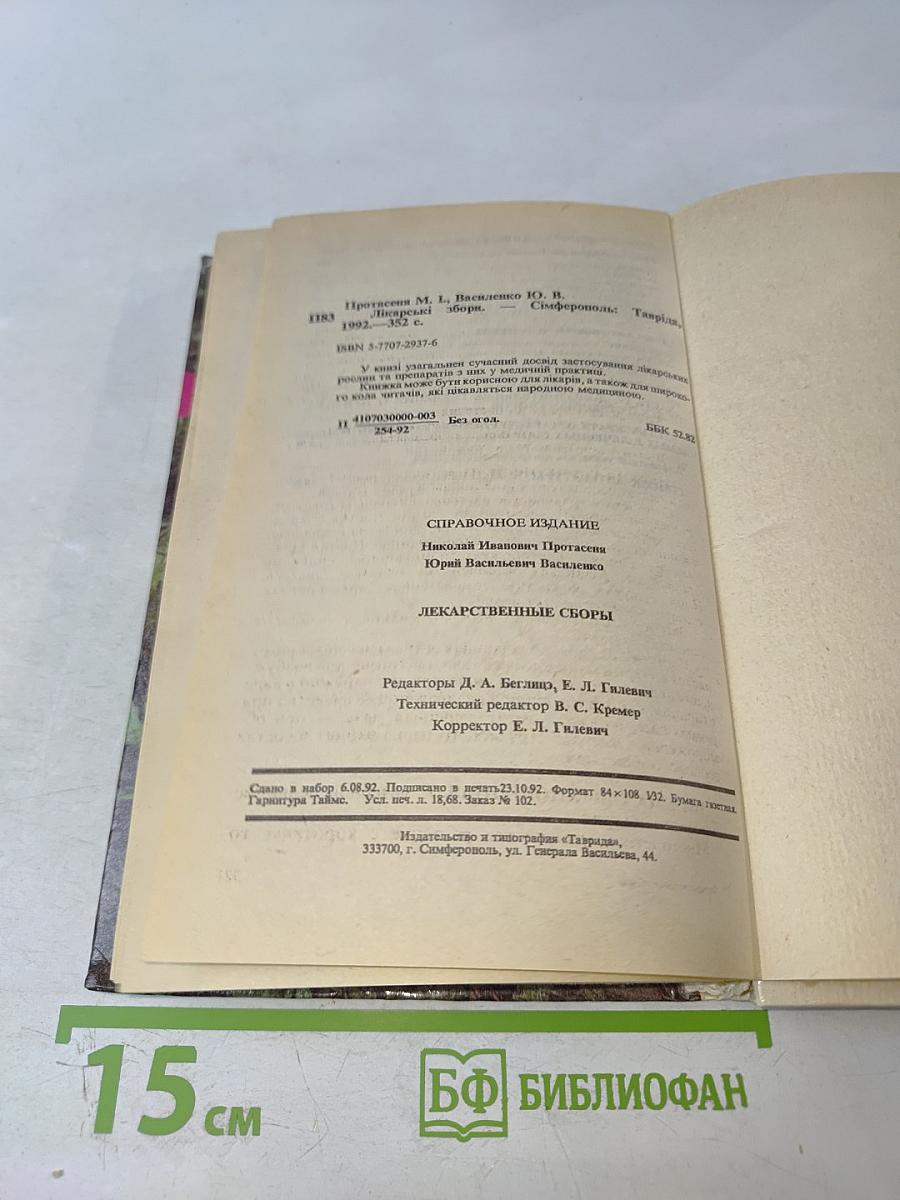 Протасеня М. І., Василенко Ю. В.
П83 Лікарські збори. — Сімферополь: Тавріда,
1992.—352 с.
ISBN 5-7707-2937-6
У книзі узагальнен сучасний досвід застосування лікарських
рослин та препаратів з них у медичній практиці.
Книжка може бути корисною для лікарів, а також для широко-
го кола читачів, які цікавляться народною медициною.
П 4107030000-003 Без огол.
254-92
ББК 52.82
СПРАВОЧНОЕ ИЗДАНИЕ
Николай Иванович Протасеня
Юрий Васильевич Василенко
ЛЕКАРСТВЕННЫЕ СБОРЫ
Редакторы Д. А. Беглицэ, Е. Л. Гилевич
Технический редактор В. С. Кремер
Корректор Е. Л. Гилевич
Сдано в набор 6.08.92. Подписано в печать23.10.92. Формат 84×108 1/32. Бумага газетная.
Гарнитура Таймс. Усл. печ. л. 18,68. Заказ № 102.
Издательство и типография «Таврида»,
333700, г. Симферополь, ул. Генерала Васильева, 44.
15 см
БФ БИБЛИОФАН